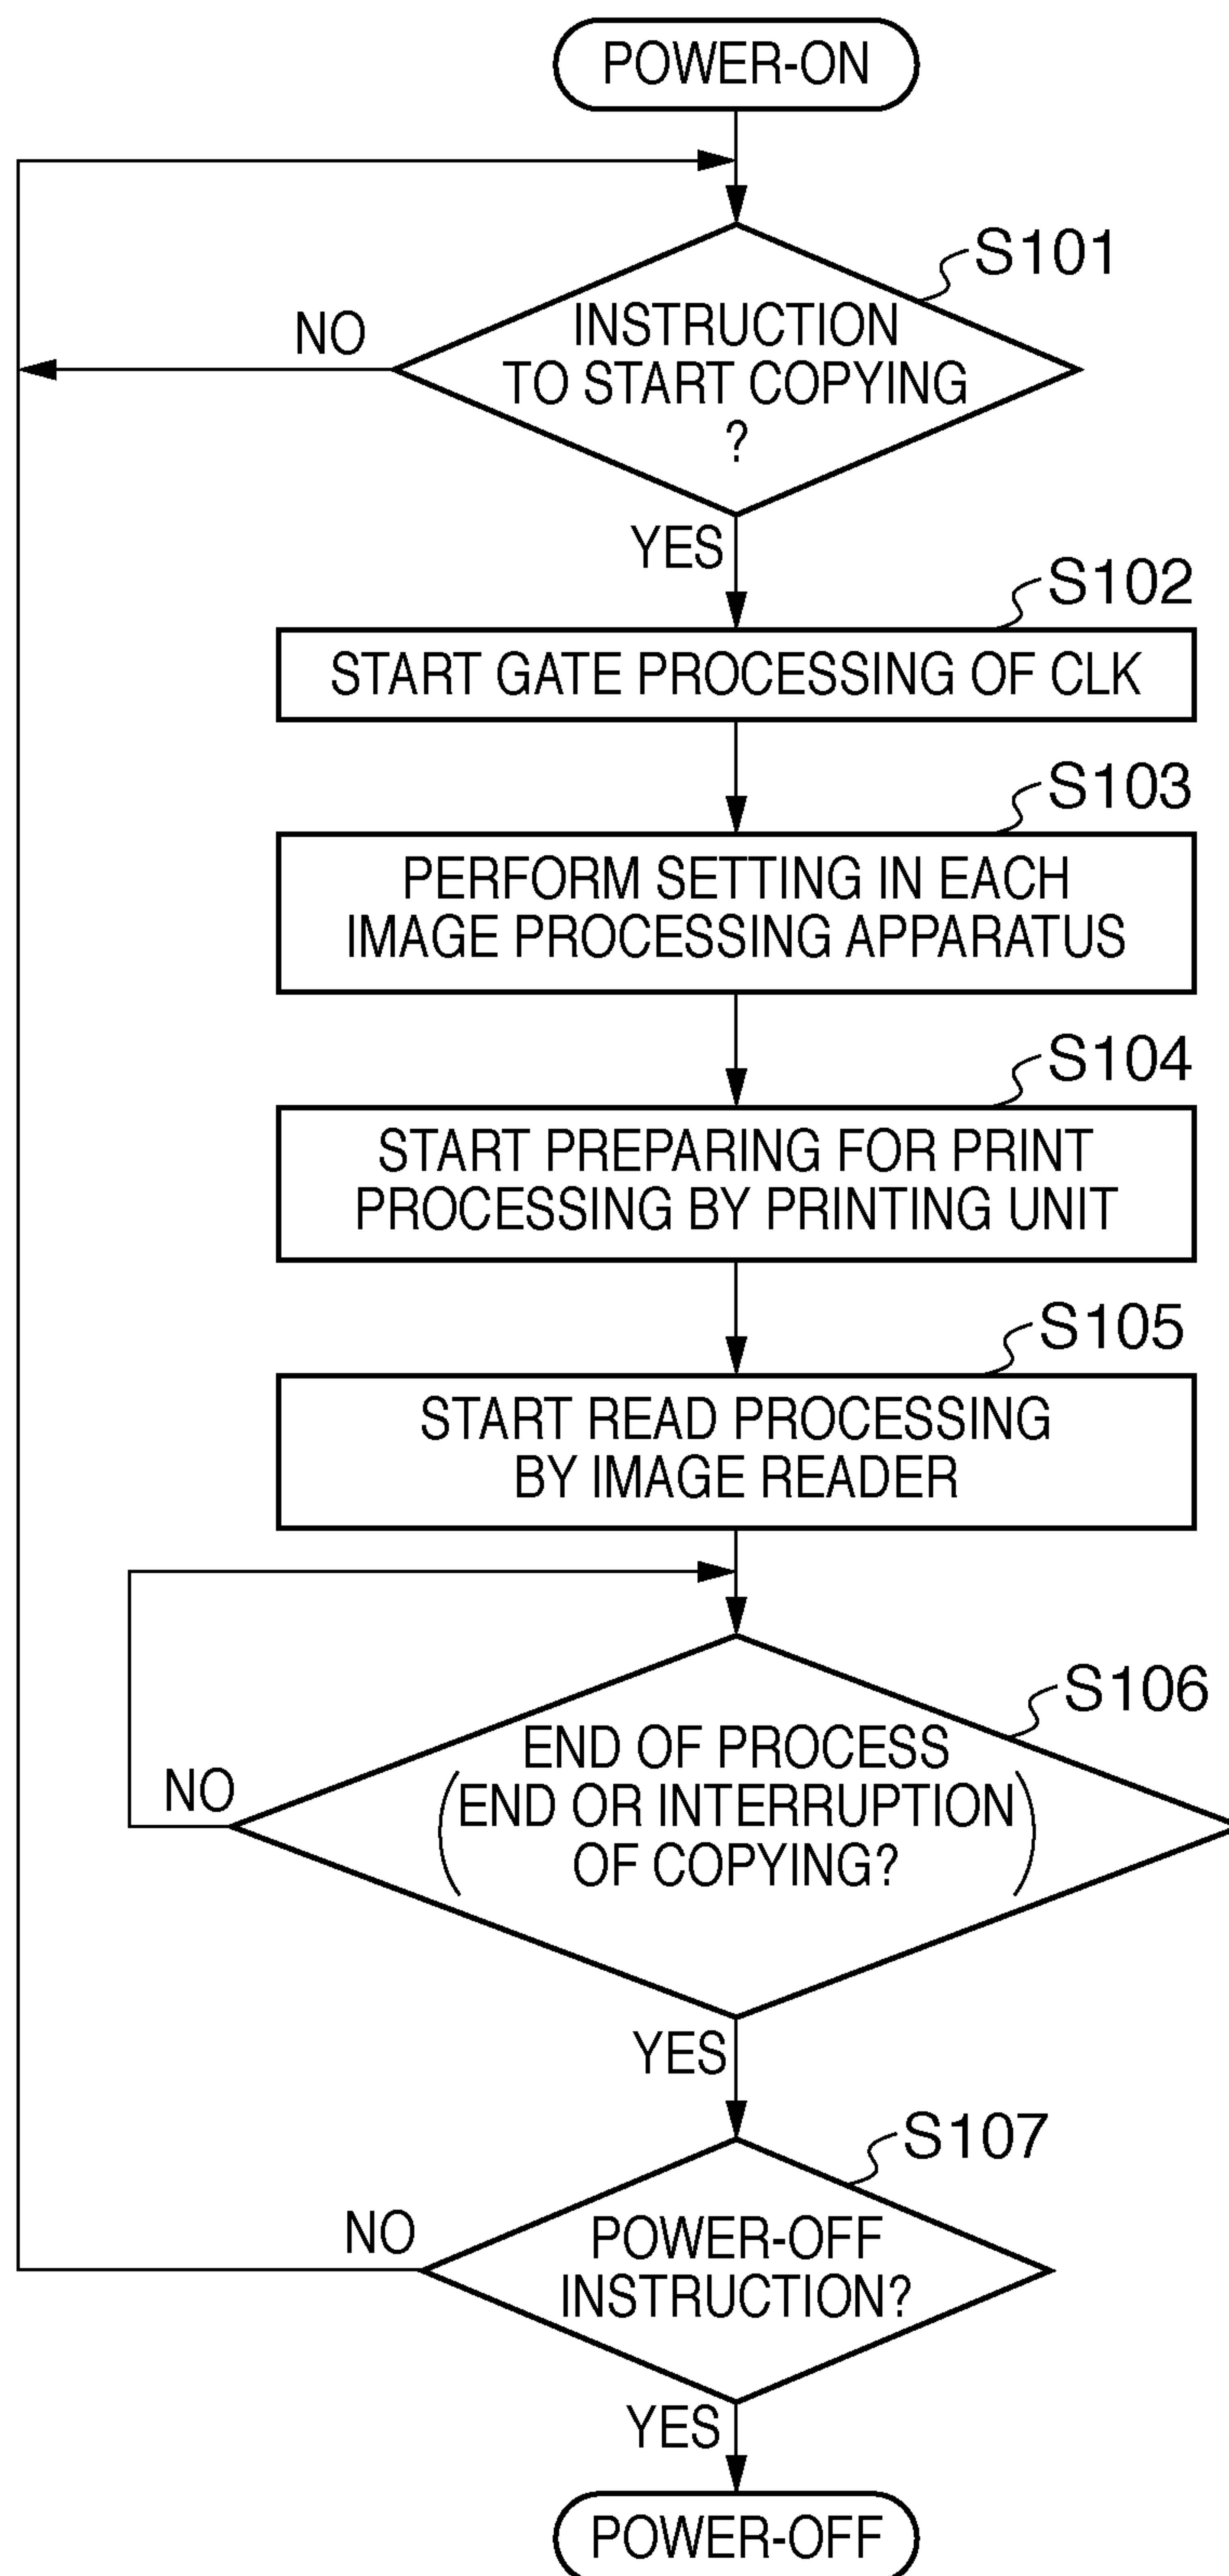 POWER-ON
S101
INSTRUCTION
TO START COPYING
?
NO
YES
S102
START GATE PROCESSING OF CLK
S103
PERFORM SETTING IN EACH
IMAGE PROCESSING APPARATUS
S104
START PREPARING FOR PRINT
PROCESSING BY PRINTING UNIT
S105
START READ PROCESSING
BY IMAGE READER
S106
END OF PROCESS
(END OR INTERRUPTION
OF COPYING?)
NO
YES
S107
POWER-OFF
INSTRUCTION?
NO
YES
POWER-OFF